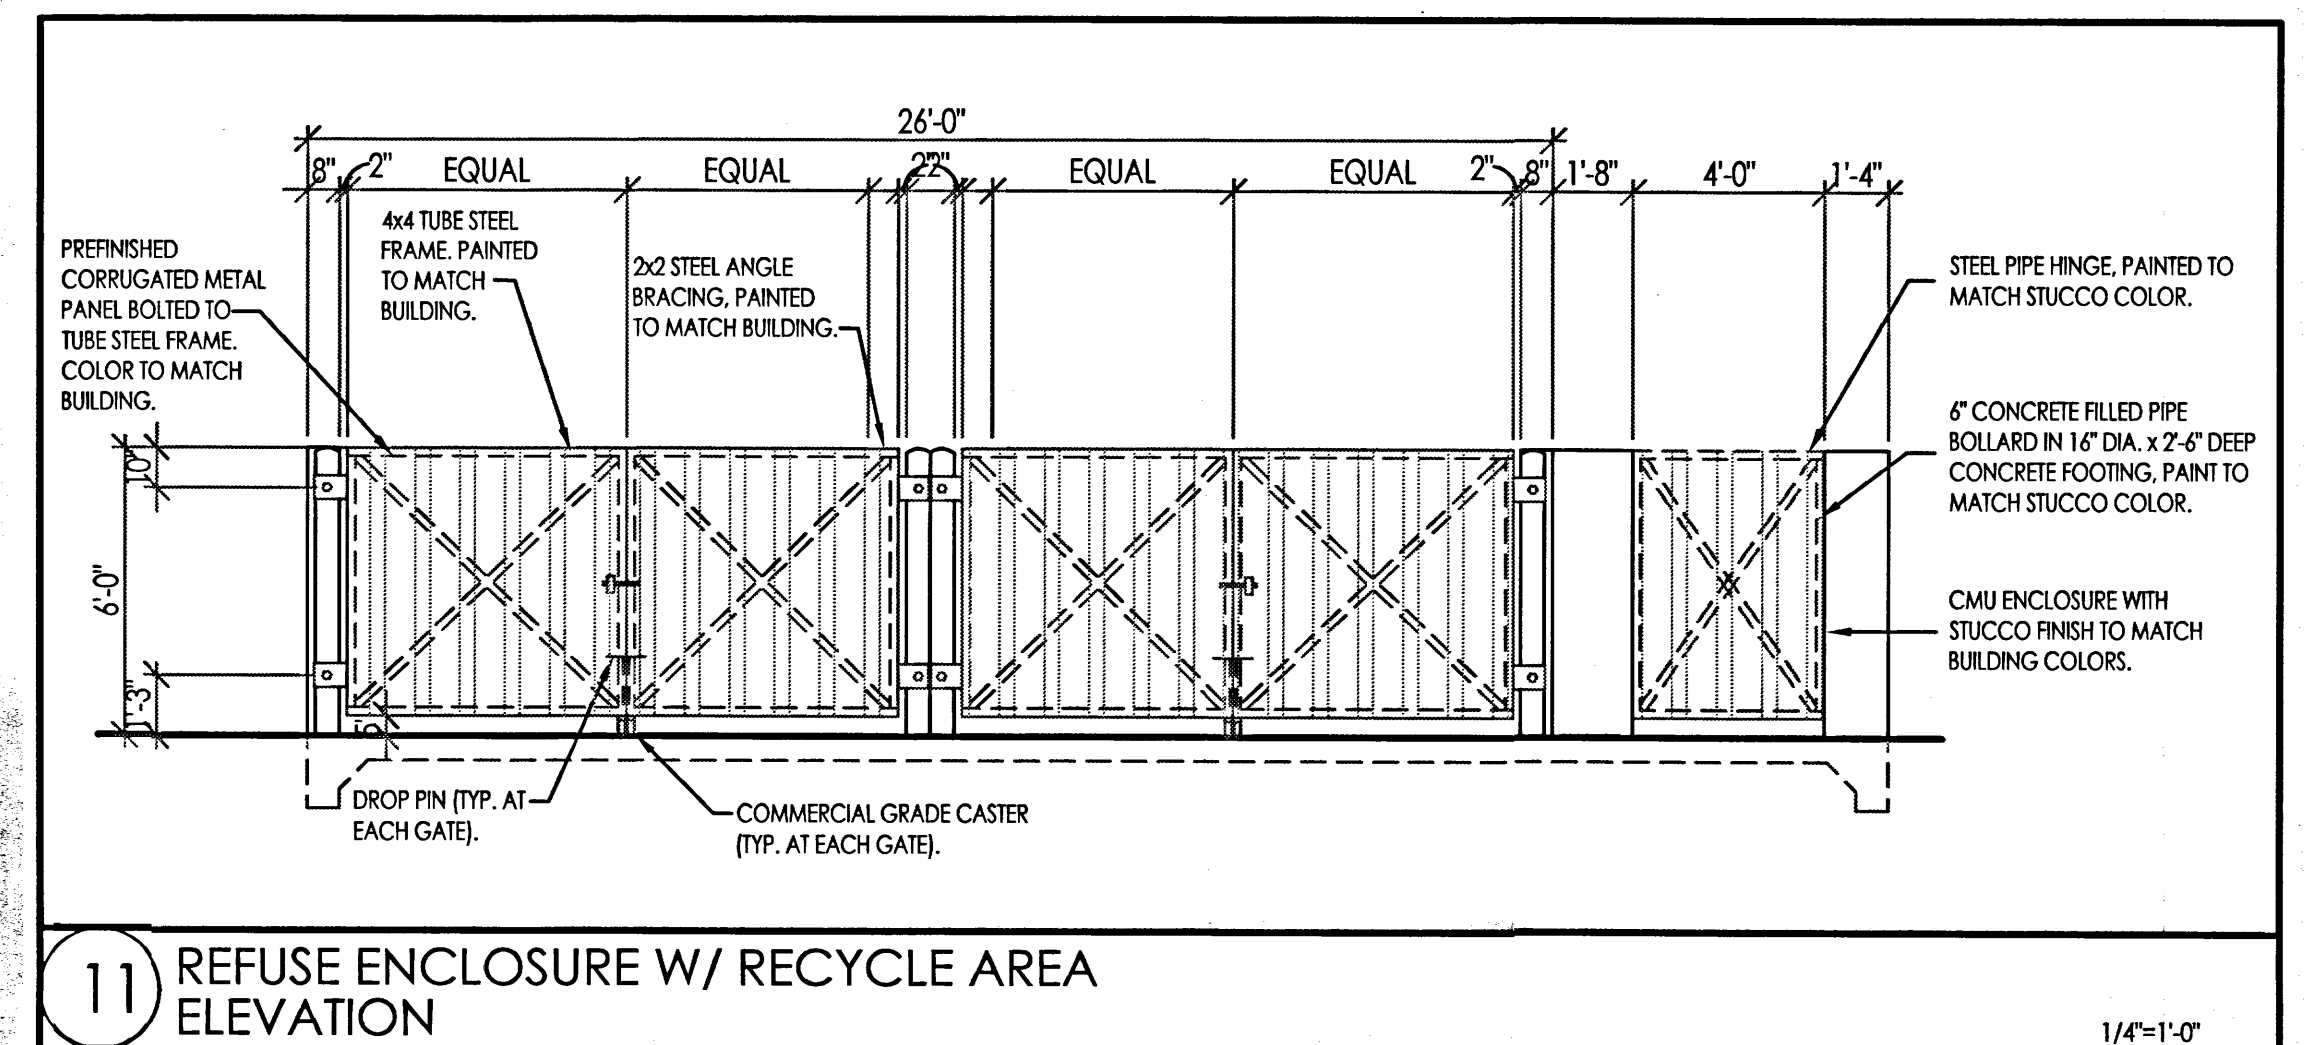 26'-0"
8" 2" EQUAL EQUAL 2" 2" EQUAL EQUAL 2" 8" 1'-8" 4'-0" 1'-4"
PREFINISHED
CORRUGATED METAL
PANEL BOLTED TO
TUBE STEEL FRAME.
COLOR TO MATCH
BUILDING.
4x4 TUBE STEEL
FRAME. PAINTED
TO MATCH
BUILDING.
2x2 STEEL ANGLE
BRACING, PAINTED
TO MATCH BUILDING.
STEEL PIPE HINGE, PAINTED TO
MATCH STUCCO COLOR.
6" CONCRETE FILLED PIPE
BOLLARD IN 16" DIA. x 2'-6" DEEP
CONCRETE FOOTING, PAINT TO
MATCH STUCCO COLOR.
CMU ENCLOSURE WITH
STUCCO FINISH TO MATCH
BUILDING COLORS.
10"
6'-0"
1'-3"
5"
DROP PIN (TYP. AT
EACH GATE).
COMMERCIAL GRADE CASTER
(TYP. AT EACH GATE).
11
REFUSE ENCLOSURE W/ RECYCLE AREA
ELEVATION
1/4"=1'-0"